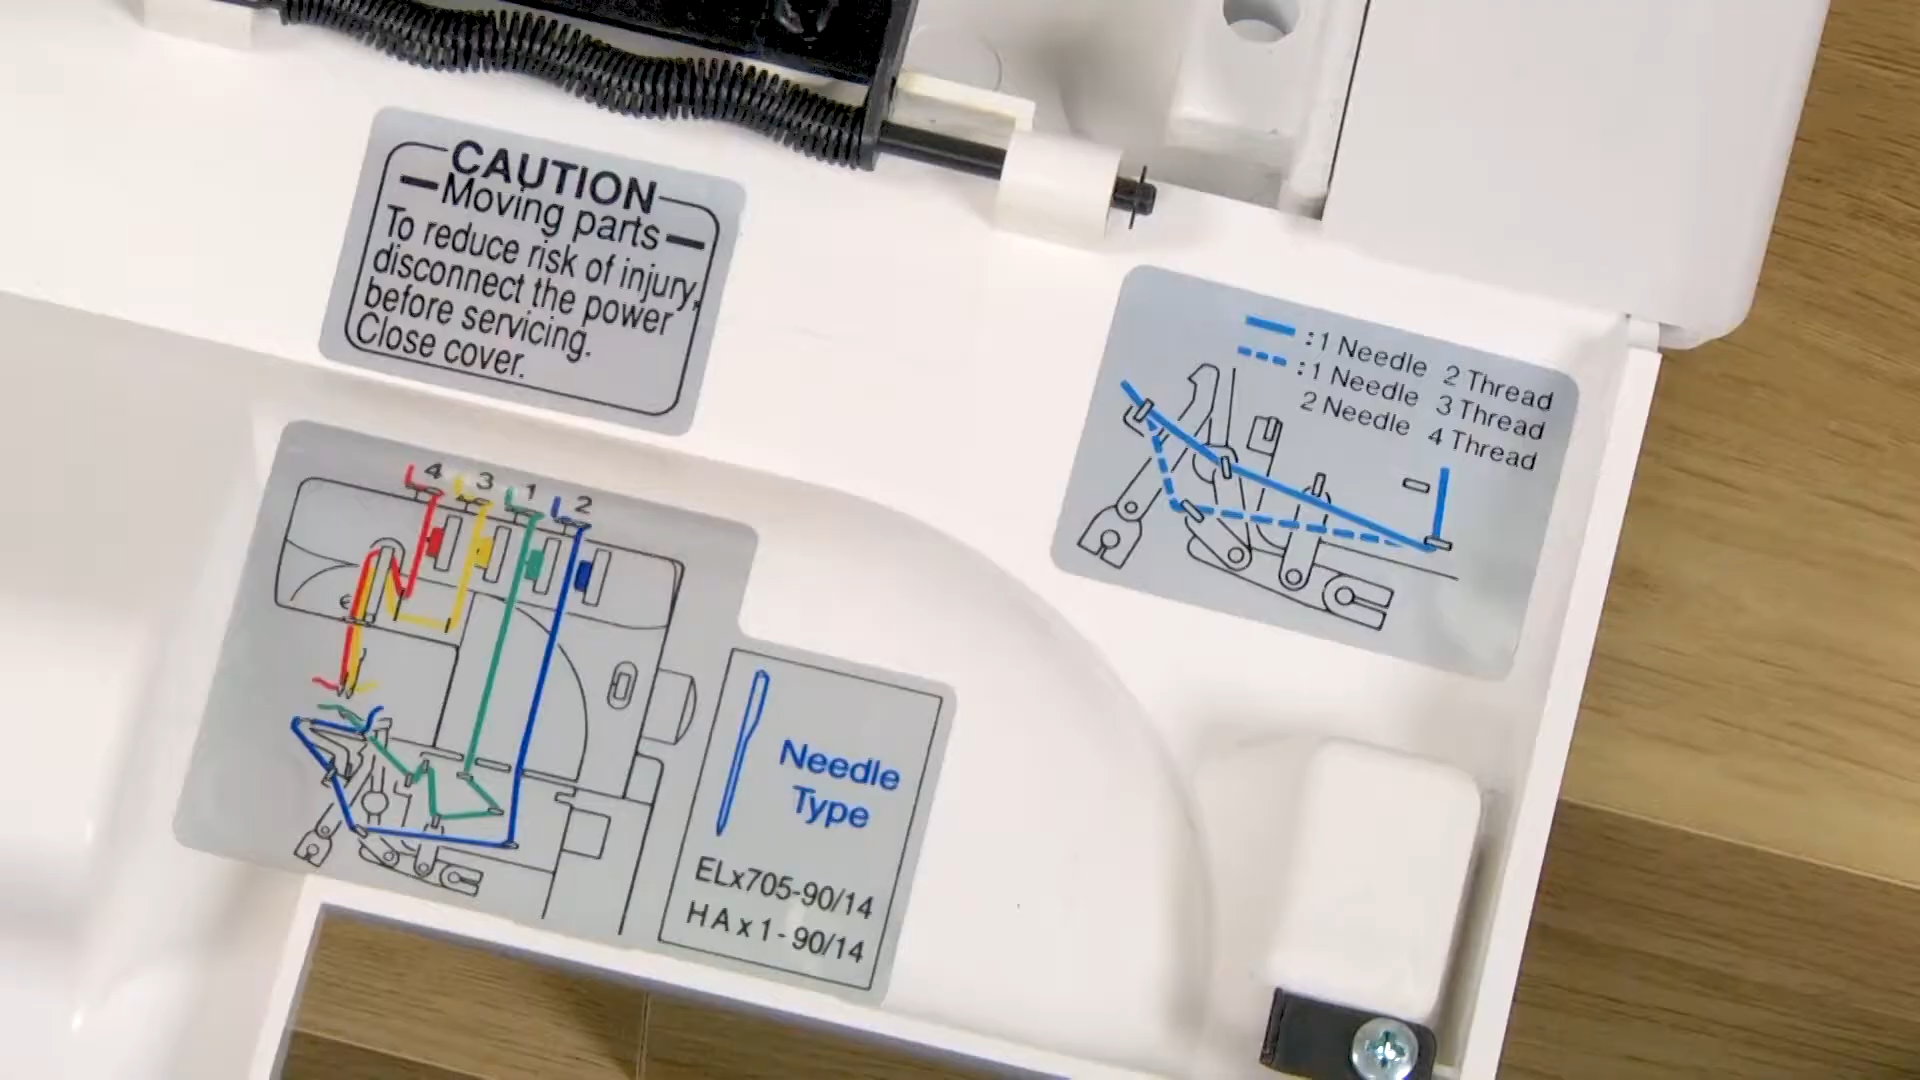 CAUTION
Moving parts
To reduce risk of injury,
disconnect the power
before servicing.
Close cover.
:1 Needle 2 Thread
:1 Needle 3 Thread
2 Needle 4 Thread
4 3 1 2
Needle
Type
ELx705-90/14
HAx1-90/14